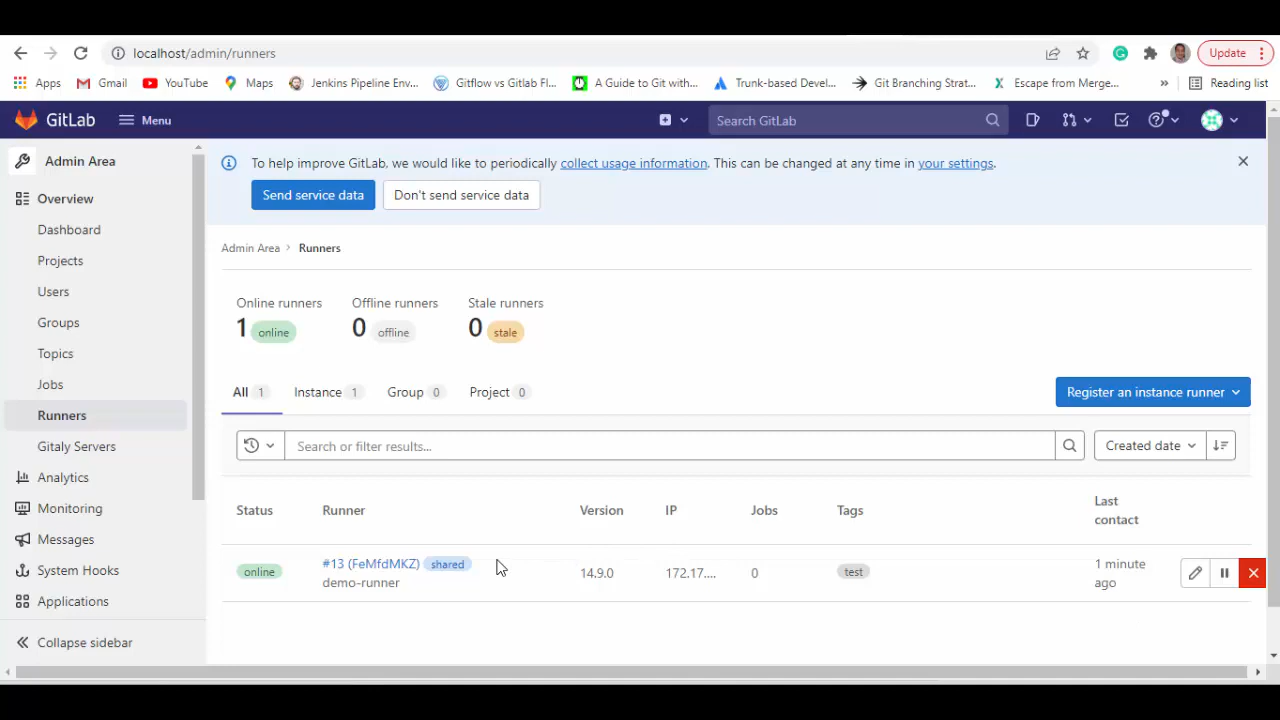 localhost/admin/runners
Update
Apps Gmail YouTube Maps Jenkins Pipeline Env... Gitflow vs Gitlab Fl... A Guide to Git with... Trunk-based Devel... Git Branching Strat... Escape from Merge... » Reading list
GitLab Menu Search GitLab
Admin Area
Overview
Dashboard
Projects
Users
Groups
Topics
Jobs
Runners
Gitaly Servers
Analytics
Monitoring
Messages
System Hooks
Applications
Collapse sidebar
To help improve GitLab, we would like to periodically collect usage information. This can be changed at any time in your settings.
Send service data Don't send service data
Admin Area › Runners
Online runners Offline runners Stale runners
1 online 0 offline 0 stale
All 1 Instance 1 Group 0 Project 0 Register an instance runner
Search or filter results... Created date
Status Runner Version IP Jobs Tags Last contact
online #13 (FeMfdMKZ) shared 14.9.0 172.17.... 0 test 1 minute ago
demo-runner